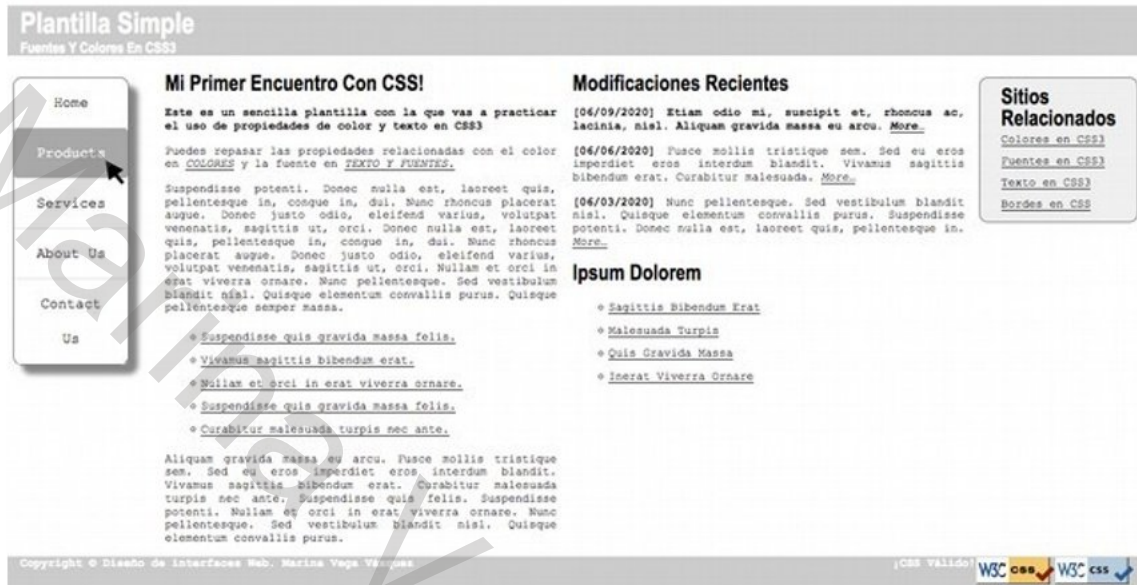 Plantilla Simple
Fuentes Y Colores En CSS3
Home
Products
Services
About Us
Contact
Us
Mi Primer Encuentro Con CSS!
Este es un sencilla plantilla con la que vas a practicar
el uso de propiedades de color y texto en CSS3
Puedes repasar las propiedades relacionadas con el color
en COLORES y la fuente en TEXTO Y FUENTES.
Suspendisse potenti. Donec nulla est, laoreet quis,
pellentesque in, congue in, dui. Nunc rhoncus placerat
augue. Donec justo odio, eleifend varius, volutpat
venenatis, sagittis ut, orci. Donec nulla est, laoreet
quis, pellentesque in, congue in, dui. Nunc rhoncus
placerat augue. Donec justo odio, eleifend varius,
volutpat venenatis, sagittis ut, orci. Nullam et orci in
erat viverra ornare. Nunc pellentesque. Sed vestibulum
blandit nisl. Quisque elementum convallis purus. Quisque
pellentesque semper massa.
Suspendisse quis gravida massa felis.
Vivamus sagittis bibendum erat.
Nullam et orci in erat viverra ornare.
Suspendisse quis gravida massa felis.
Curabitur malesuada turpis nec ante.
Aliquam gravida massa eu arcu. Fusce mollis tristique
sem. Sed eu eros imperdiet eros interdum blandit.
Vivamus sagittis bibendum erat. Curabitur malesuada
turpis nec ante. Suspendisse quis felis. Suspendisse
potenti. Nullam et orci in erat viverra ornare. Nunc
pellentesque. Sed vestibulum blandit nisl. Quisque
elementum convallis purus.
Modificaciones Recientes
[06/09/2020] Etiam odio mi, suscipit et, rhoncus ac,
lacinia, nisl. Aliquam gravida massa eu arcu. More…
[06/06/2020] Fusce mollis tristique sem. Sed eu eros
imperdiet eros interdum blandit. Vivamus sagittis
bibendum erat. Curabitur malesuada. More…
[06/03/2020] Nunc pellentesque. Sed vestibulum blandit
nisl. Quisque elementum convallis purus. Suspendisse
potenti. Donec nulla est, laoreet quis, pellentesque in.
More…
Ipsum Dolorem
Sagittis Bibendum Erat
Malesuada Turpis
Quis Gravida Massa
Inerat Viverra Ornare
Sitios
Relacionados
Colores en CSS3
Fuentes en CSS3
Texto en CSS3
Bordes en CSS
Copyright © Diseño de Interfaces Web. Marina Vega Vázquez
¡CSS Válido!
W3C css
W3C css
Marina V